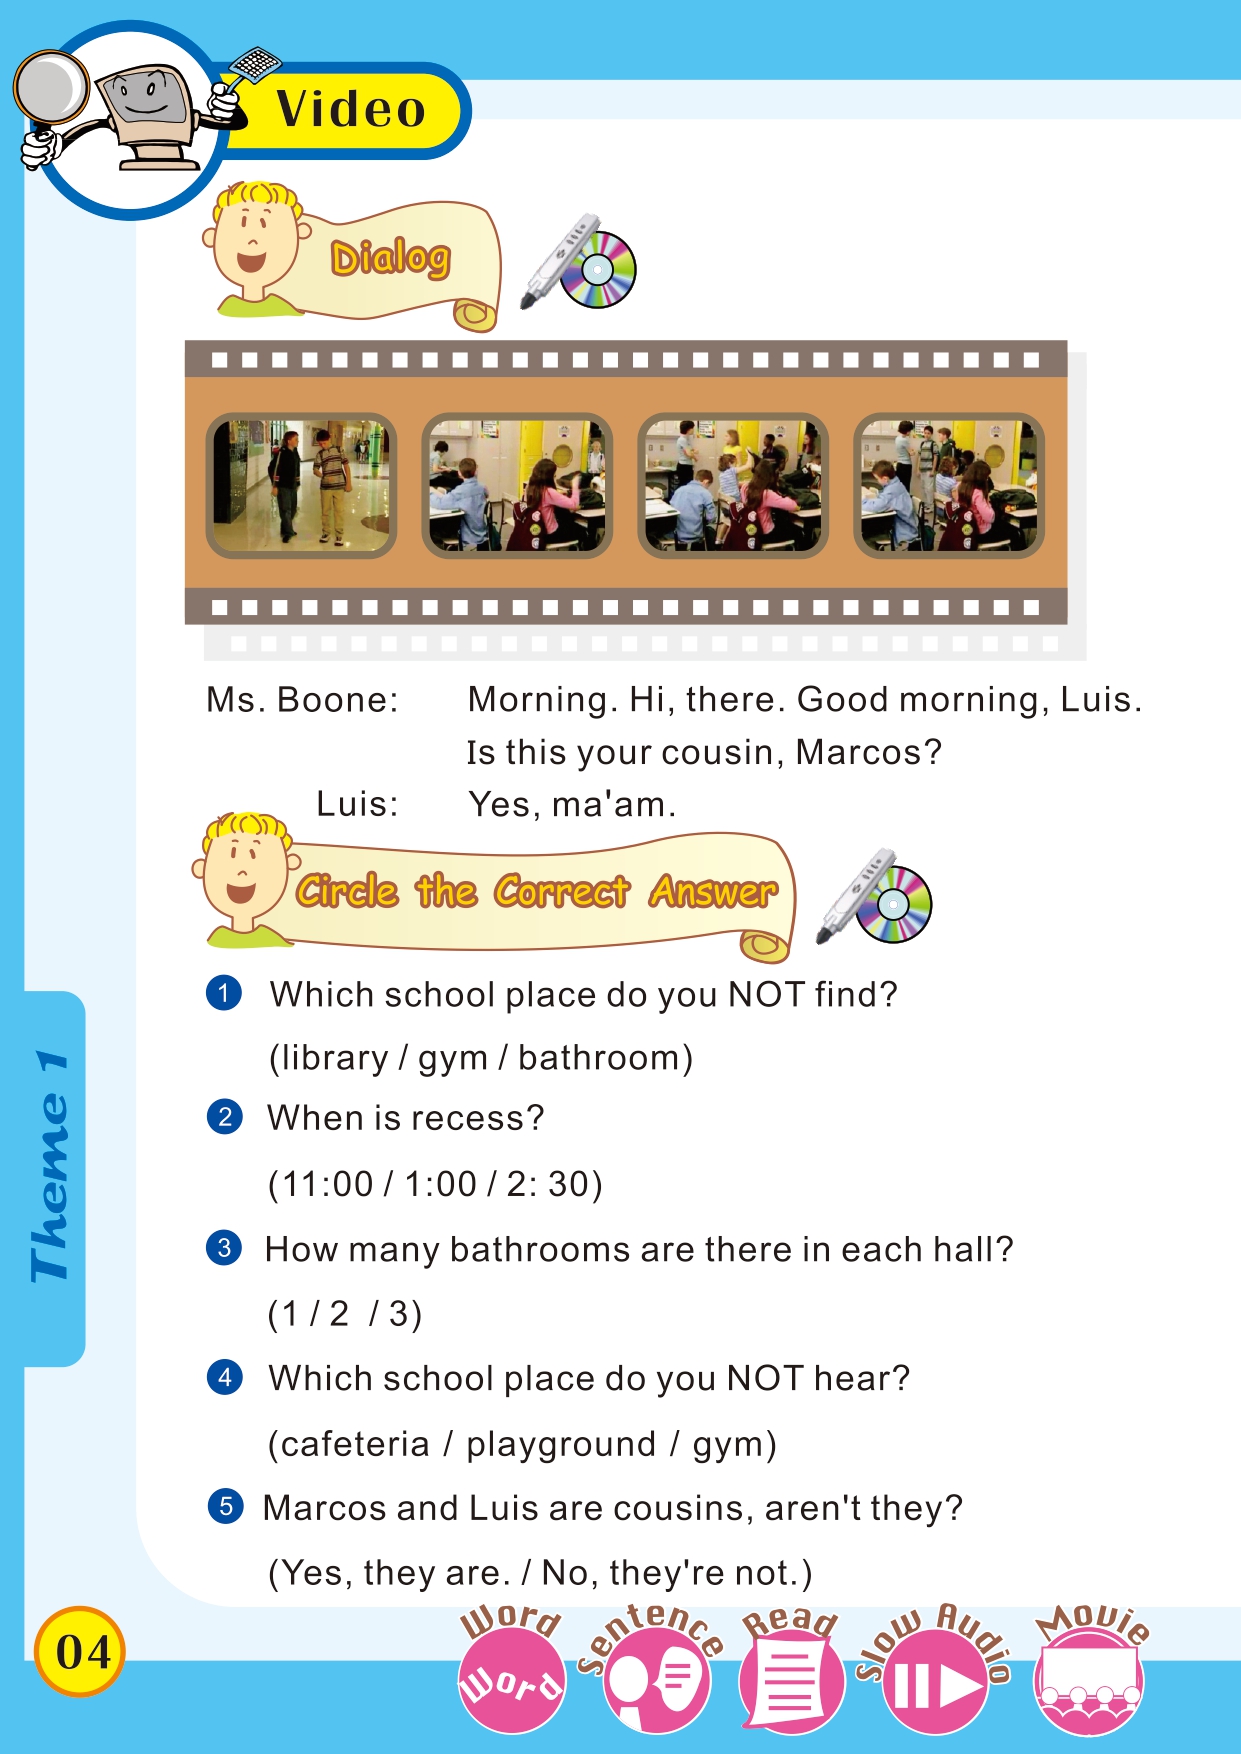 Video
Dialog
Ms. Boone: Morning. Hi, there. Good morning, Luis.
Is this your cousin, Marcos?
Luis: Yes, ma'am.
Circle the Correct Answer
1 Which school place do you NOT find?
(library / gym / bathroom)
2 When is recess?
(11:00 / 1:00 / 2: 30)
3 How many bathrooms are there in each hall?
(1 / 2 / 3)
4 Which school place do you NOT hear?
(cafeteria / playground / gym)
5 Marcos and Luis are cousins, aren't they?
(Yes, they are. / No, they're not.)
Theme 1
04
Word
Word
Sentence
Read
Slow Audio
Movie